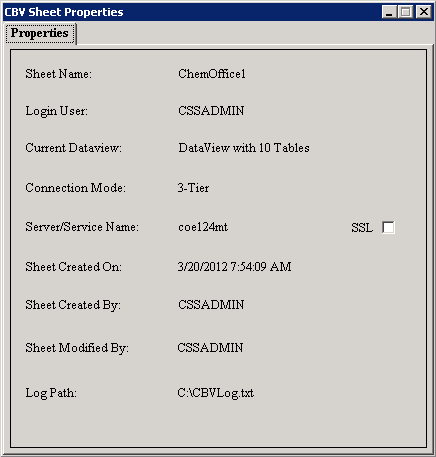 CBV Sheet Properties
Properties
Sheet Name: ChemOffice1
Login User: CSSADMIN
Current Dataview: DataView with 10 Tables
Connection Mode: 3-Tier
Server/Service Name: coe124mt SSL
Sheet Created On: 3/20/2012 7:54:09 AM
Sheet Created By: CSSADMIN
Sheet Modified By: CSSADMIN
Log Path: C:\CBVLog.txt